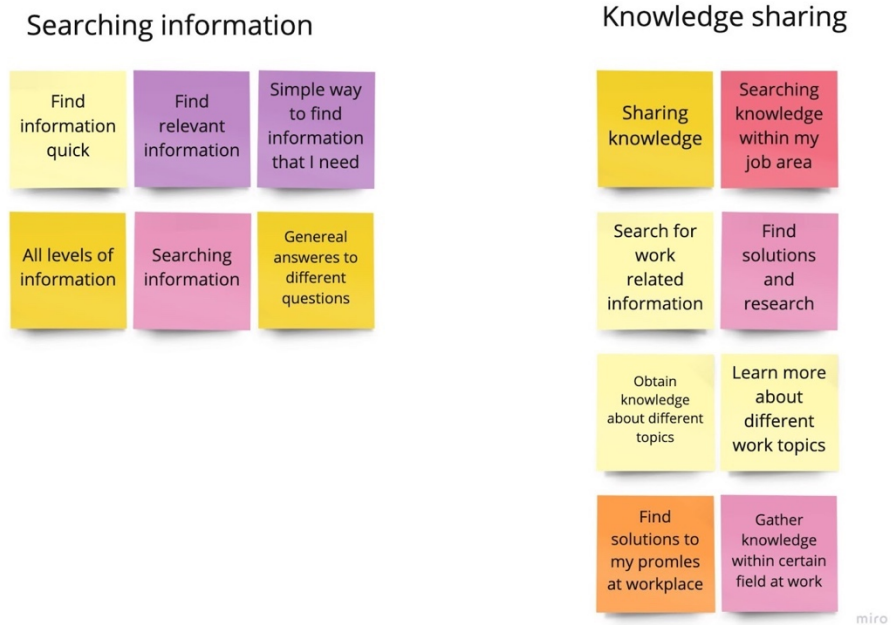 Searching information
Find
information
quick
Find
relevant
information
Simple way
to find
information
that I need
All levels of
information
Searching
information
Genereal
answeres to
different
questions
Knowledge sharing
Sharing
knowledge
Searching
knowledge
within my
job area
Search for
work
related
information
Find
solutions
and
research
Obtain
knowledge
about different
topics
Learn more
about
different
work topics
Find
solutions to
my promles
at workplace
Gather
knowledge
within certain
field at work
miro